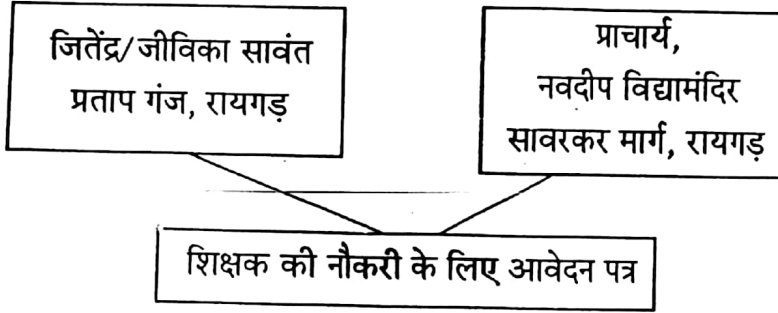 जितेंद्र/जीविका सावंत
प्रताप गंज, रायगड़
प्राचार्य,
नवदीप विद्यामंदिर
सावरकर मार्ग, रायगड़
शिक्षक की नौकरी के लिए आवेदन पत्र